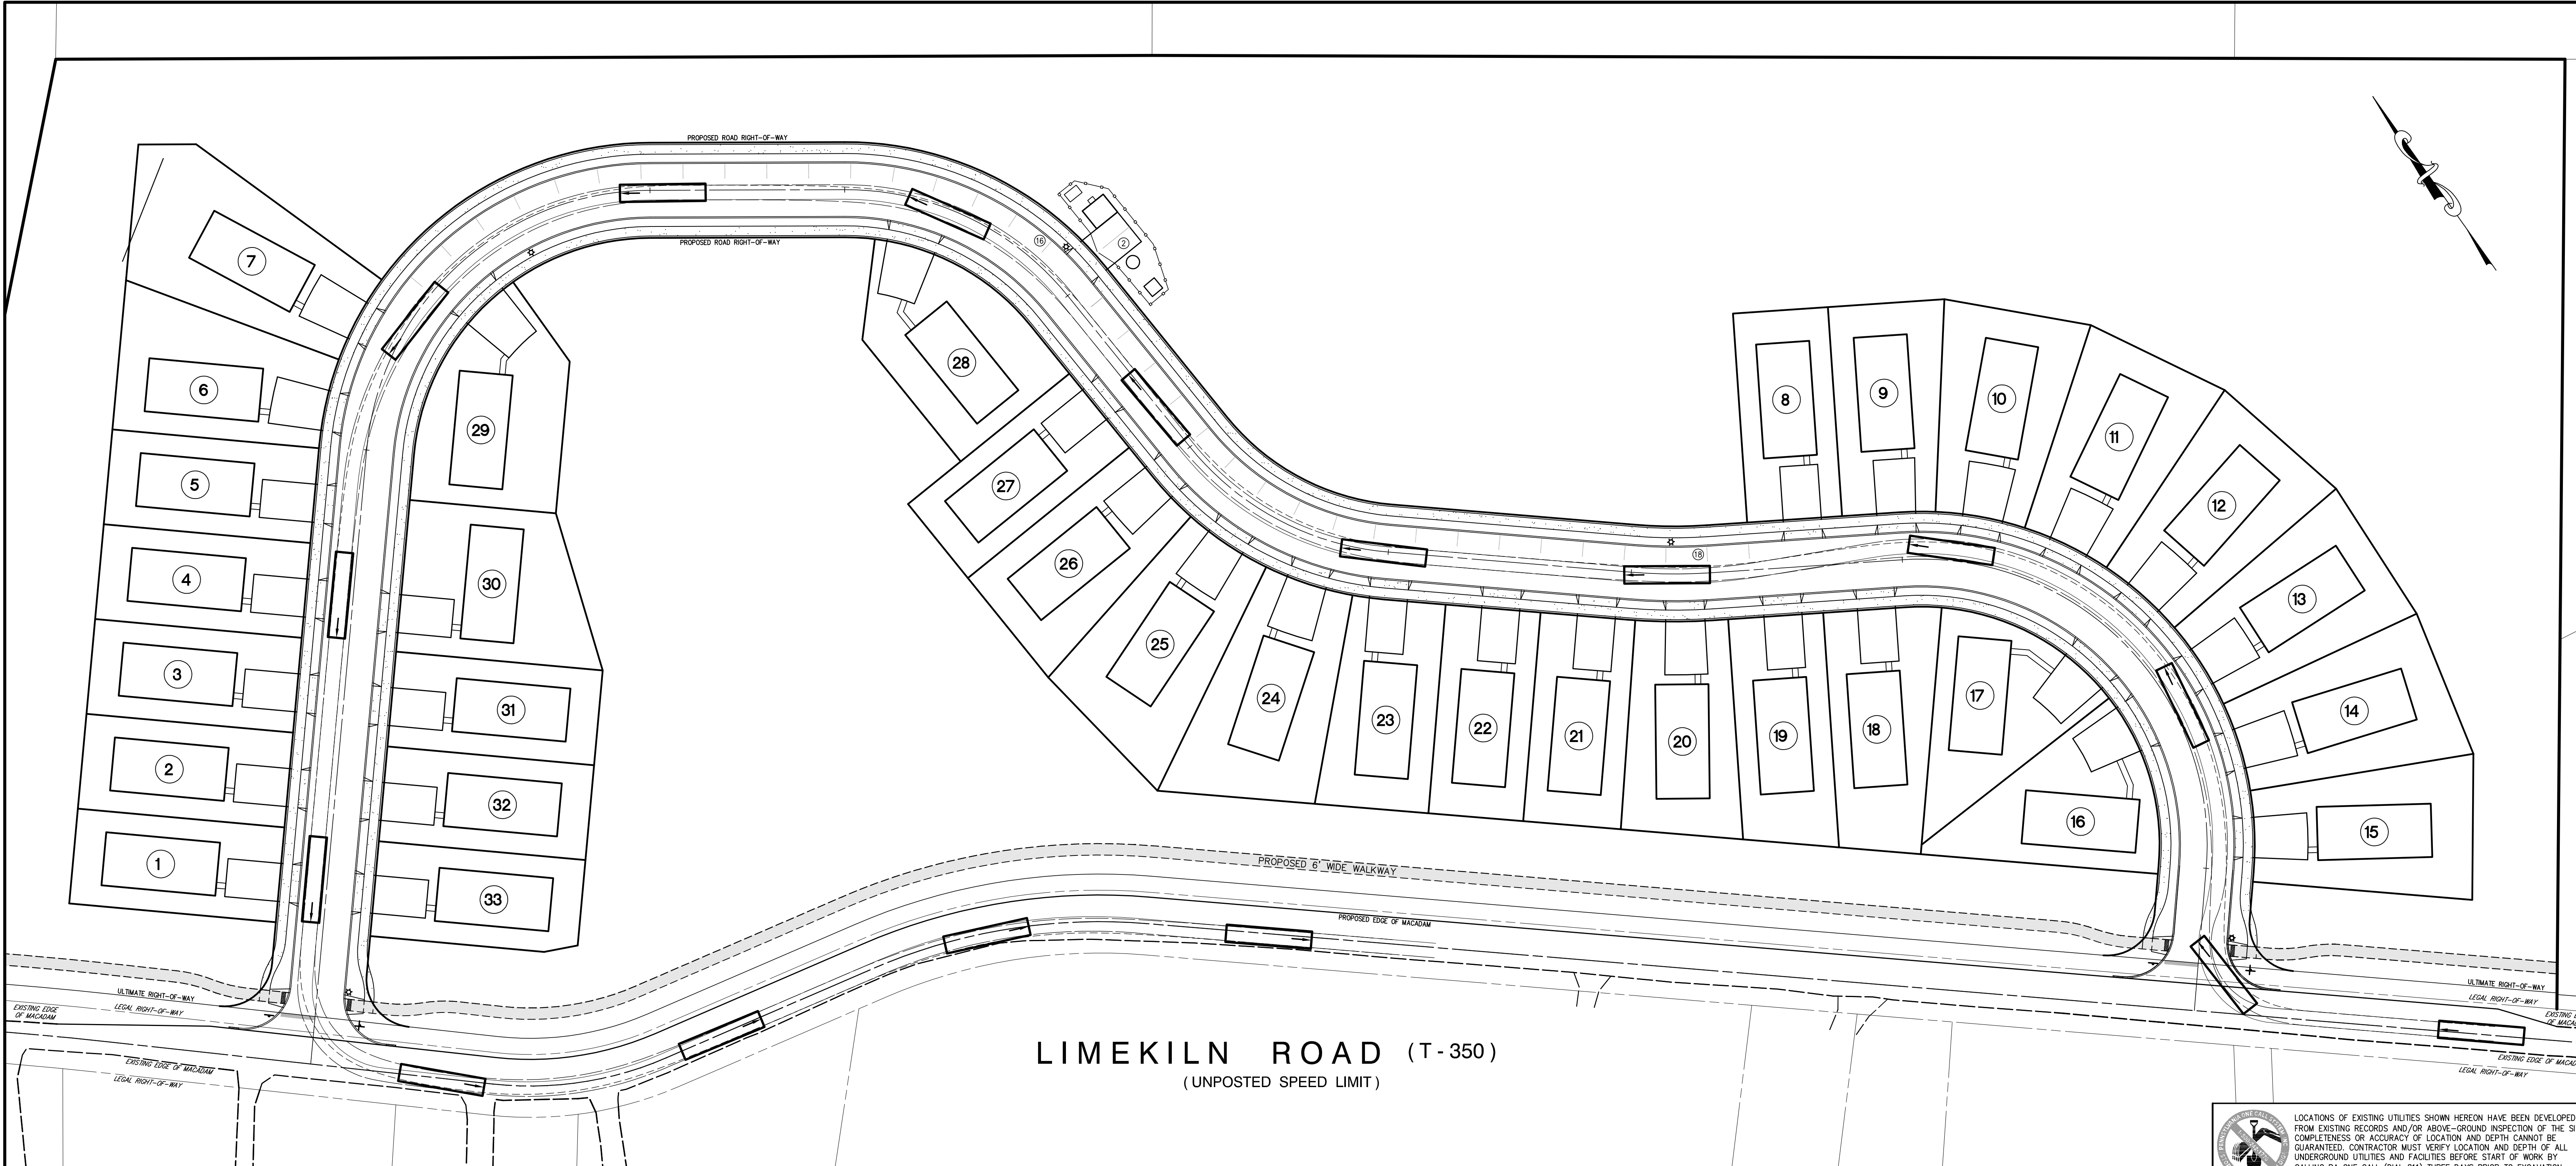 PROPOSED ROAD RIGHT-OF-WAY
PROPOSED ROAD RIGHT-OF-WAY
16
2
7
6
5
4
3
2
1
29
30
31
32
33
28
27
26
25
24
23
22
21
20
19
18
17
16
18
8
9
10
11
12
13
14
15
PROPOSED 6' WIDE WALKWAY
PROPOSED EDGE OF MACADAM
ULTIMATE RIGHT-OF-WAY
LEGAL RIGHT-OF-WAY
EXISTING EDGE
OF MACADAM
EXISTING EDGE OF MACADAM
LEGAL RIGHT-OF-WAY
LIMEKILN ROAD (T-350)
(UNPOSTED SPEED LIMIT)
ULTIMATE RIGHT-OF-WAY
LEGAL RIGHT-OF-WAY
EXISTING
EXISTING EDGE OF
LEGAL RIGHT-OF-WAY
LOCATIONS OF EXISTING UTILITIES SHOWN HEREON HAVE BEEN DEVELOPED
FROM EXISTING RECORDS AND/OR ABOVE-GROUND INSPECTION OF THE
COMPLETENESS OR ACCURACY OF LOCATION AND DEPTH CANNOT BE
GUARANTEED. CONTRACTOR MUST VERIFY LOCATION AND DEPTH OF ALL
UNDERGROUND UTILITIES AND FACILITIES BEFORE START OF WORK BY